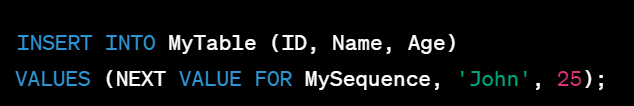 INSERT INTO MyTable (ID, Name, Age)
VALUES (NEXT VALUE FOR MySequence, 'John', 25);